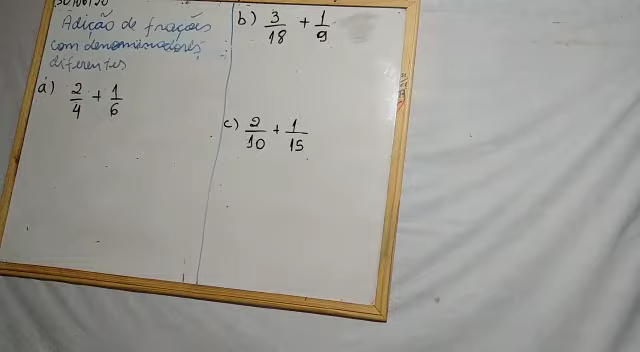 Adição de frações
com denominadores
diferentes
a) 2/4 + 1/6
b) 3/18 + 1/9
c) 2/10 + 1/15